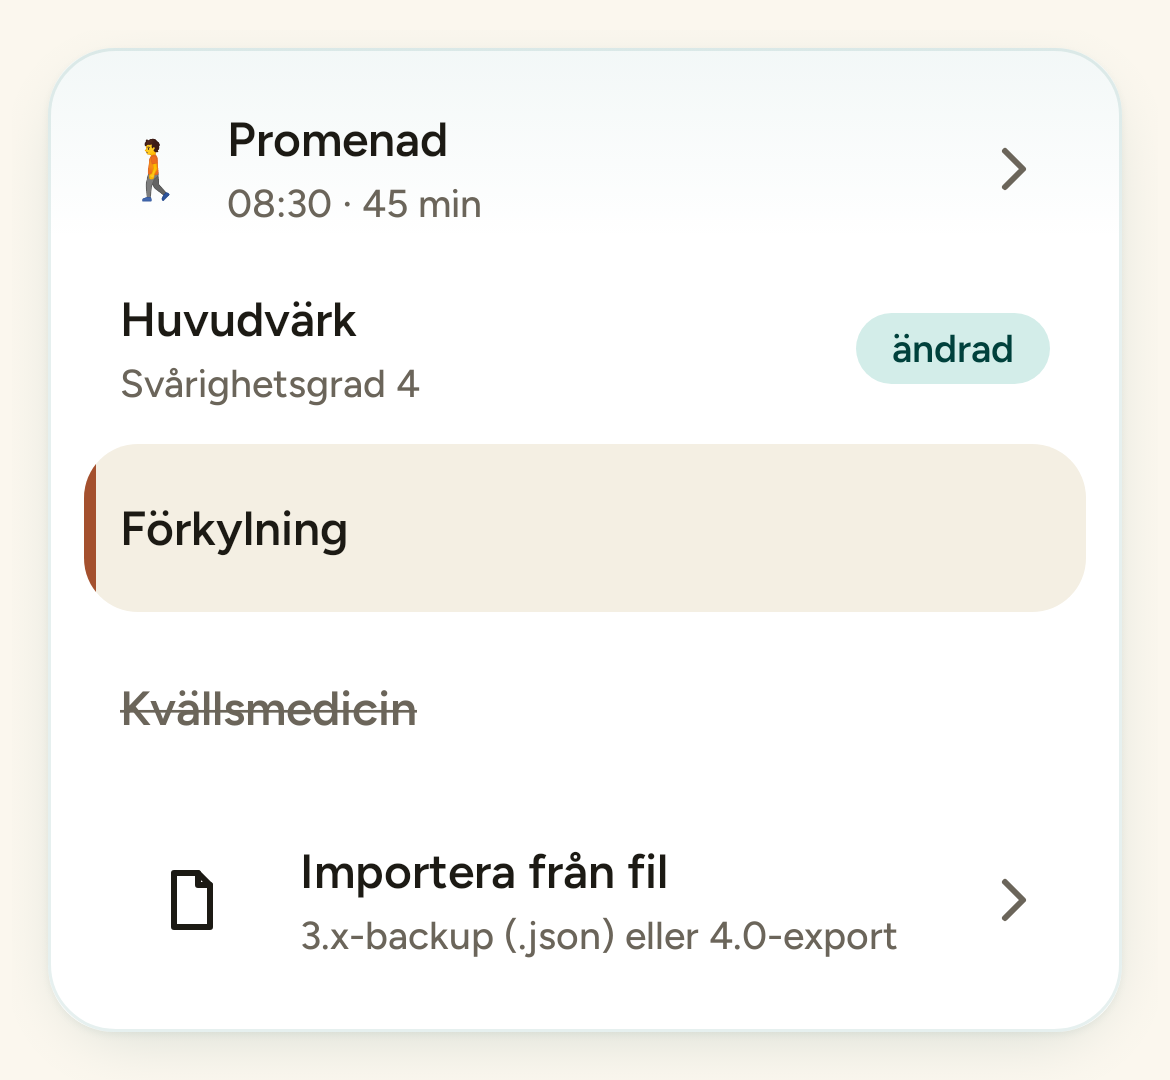 Promenad
08:30 · 45 min
Huvudvärk
Svårighetsgrad 4
ändrad
Förkylning
Kvällsmedicin
Importera från fil
3.x-backup (.json) eller 4.0-export